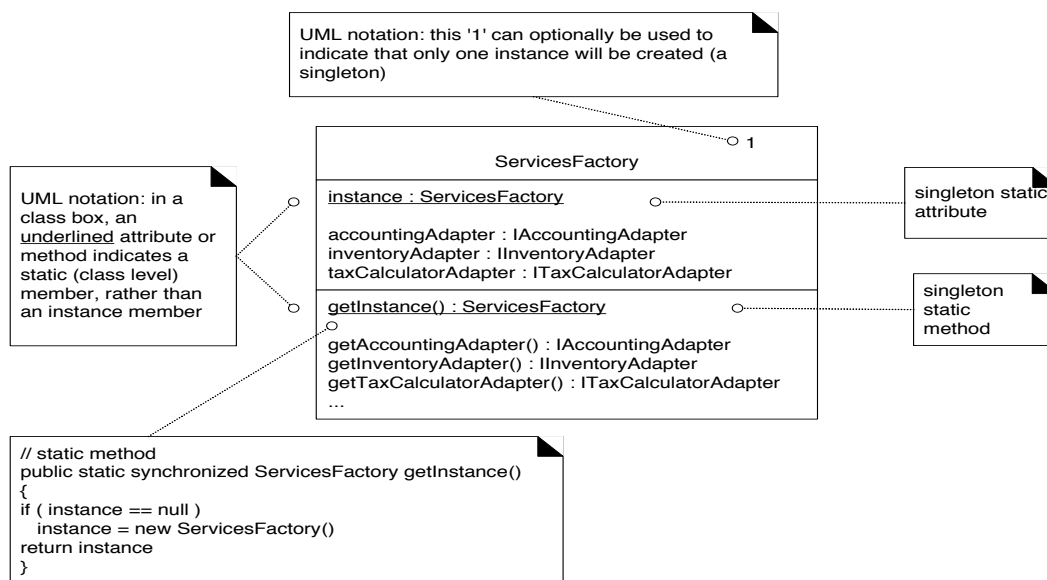 UML notation: this '1' can optionally be used to
indicate that only one instance will be created (a
singleton)
1
ServicesFactory
UML notation: in a
class box, an
underlined attribute or
method indicates a
static (class level)
member, rather than
an instance member
instance : ServicesFactory
accountingAdapter : IAccountingAdapter
inventoryAdapter : IInventoryAdapter
taxCalculatorAdapter : ITaxCalculatorAdapter
getInstance() : ServicesFactory
getAccountingAdapter() : IAccountingAdapter
getInventoryAdapter() : IInventoryAdapter
getTaxCalculatorAdapter() : ITaxCalculatorAdapter
...
singleton static
attribute
singleton
static
method
// static method
public static synchronized ServicesFactory getInstance()
{
if ( instance == null )
instance = new ServicesFactory()
return instance
}